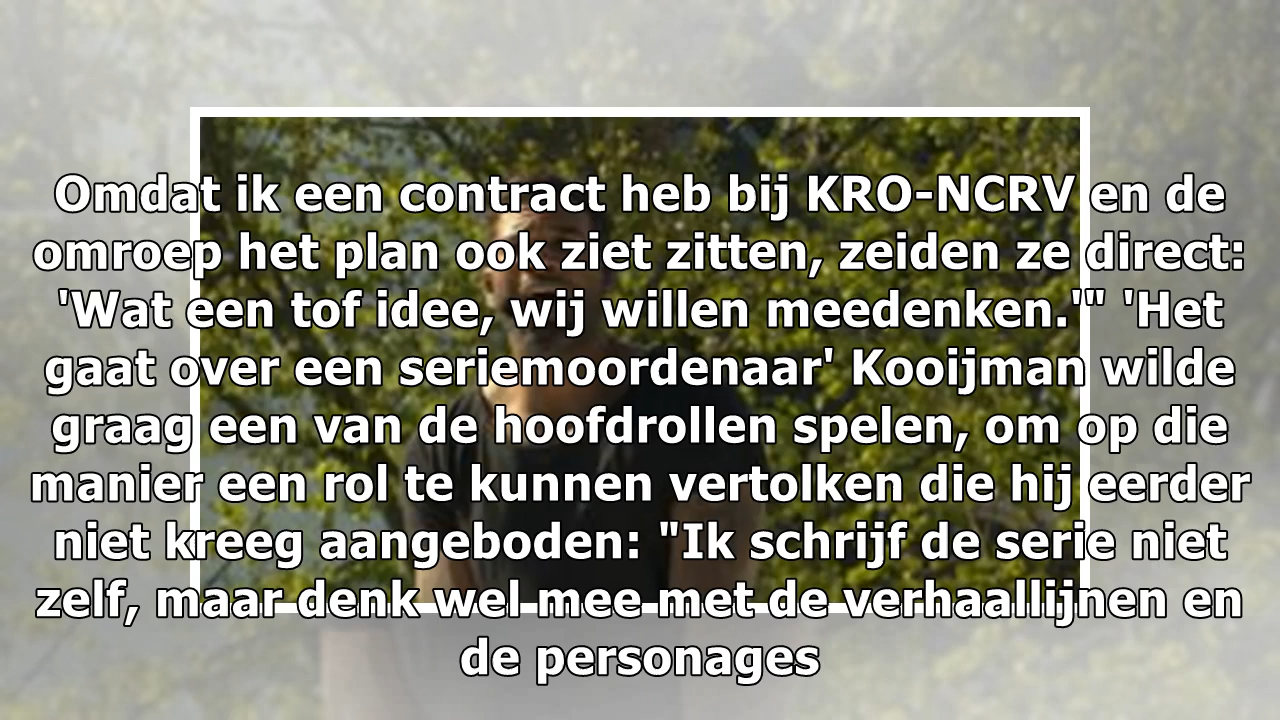 Omdat ik een contract heb bij KRO-NCRV en de
omroep het plan ook ziet zitten, zeiden ze direct:
'Wat een tof idee, wij willen meedenken.'" 'Het
gaat over een seriemoordenaar' Kooijman wilde
graag een van de hoofdrollen spelen, om op die
manier een rol te kunnen vertolken die hij eerder
niet kreeg aangeboden: "Ik schrijf de serie niet
zelf, maar denk wel mee met de verhaallijnen en
de personages